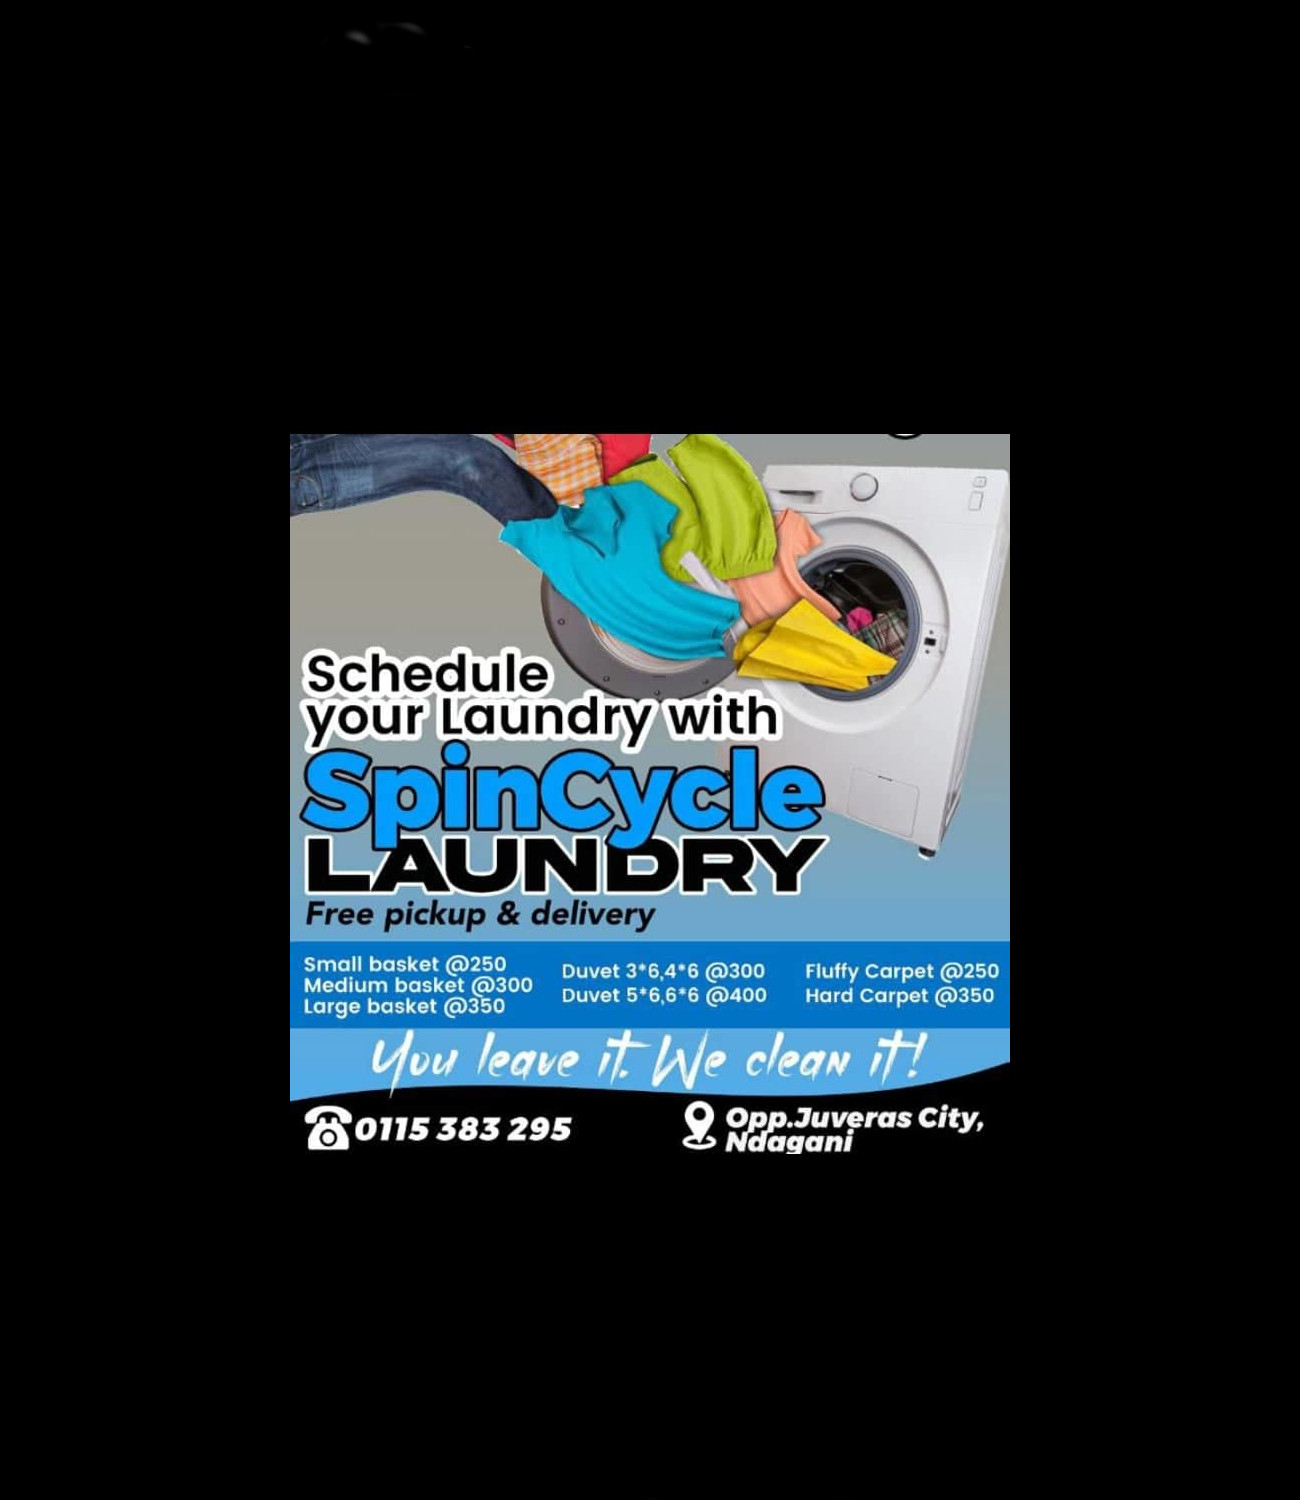 Schedule
your Laundry with
SpinCycle
LAUNDRY
Free pickup & delivery
Small basket @250
Medium basket @300
Large basket @350
Duvet 3*6,4*6 @300
Duvet 5*6,6*6 @400
Fluffy Carpet @250
Hard Carpet @350
You leave it. We clean it!
0115 383 295
Opp.Juveras City,
Ndagani